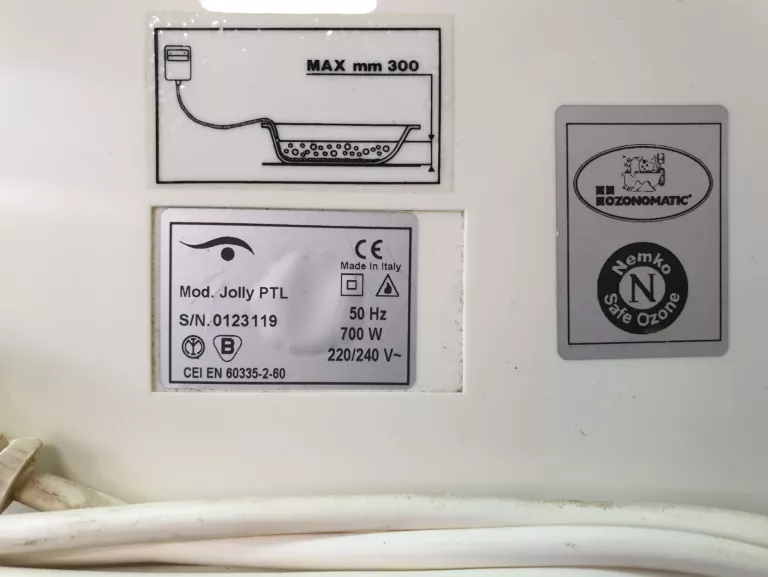 MAX mm 300
CE
Made In Italy
Mod. Jolly PTL
S/N. 0123119
50 Hz
700 W
220/240 V~
B
CEI EN 60335-2-60
OZONOMATIC®
Nemko
N
Safe Ozone